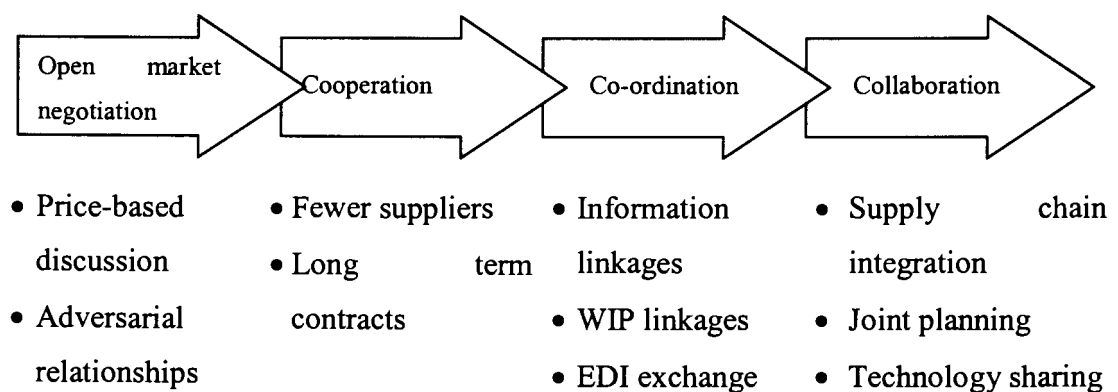 Open market
negotiation
Cooperation
Co-ordination
Collaboration
• Price-based
discussion
• Adversarial
relationships
• Fewer suppliers
• Long term
contracts
• Information
linkages
• WIP linkages
• EDI exchange
• Supply chain
integration
• Joint planning
• Technology sharing